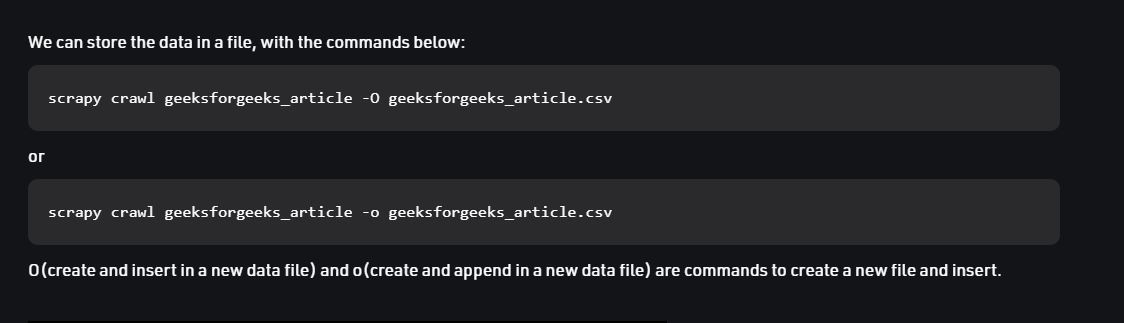 We can store the data in a file, with the commands below:
scrapy crawl geeksforgeeks_article -O geeksforgeeks_article.csv
or
scrapy crawl geeksforgeeks_article -o geeksforgeeks_article.csv
O(create and insert in a new data file) and o(create and append in a new data file) are commands to create a new file and insert.